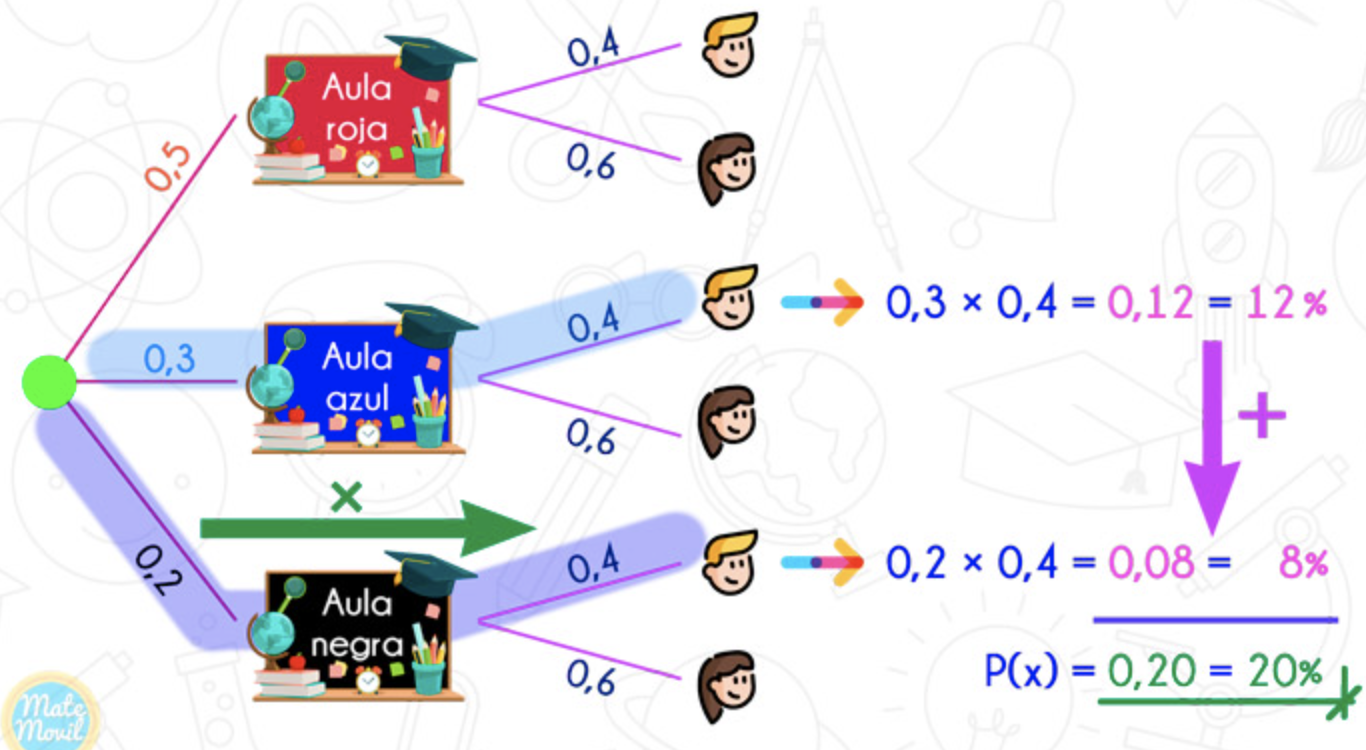 0,4
Aula
roja
0,5
0,6
0,4
0,3 × 0,4 = 0,12 = 12%
0,3
Aula
azul
+
0,6
×
0,4
0,2 × 0,4 = 0,08 = 8%
0,2
Aula
negra
0,6
P(x) = 0,20 = 20%
Mate
Movil